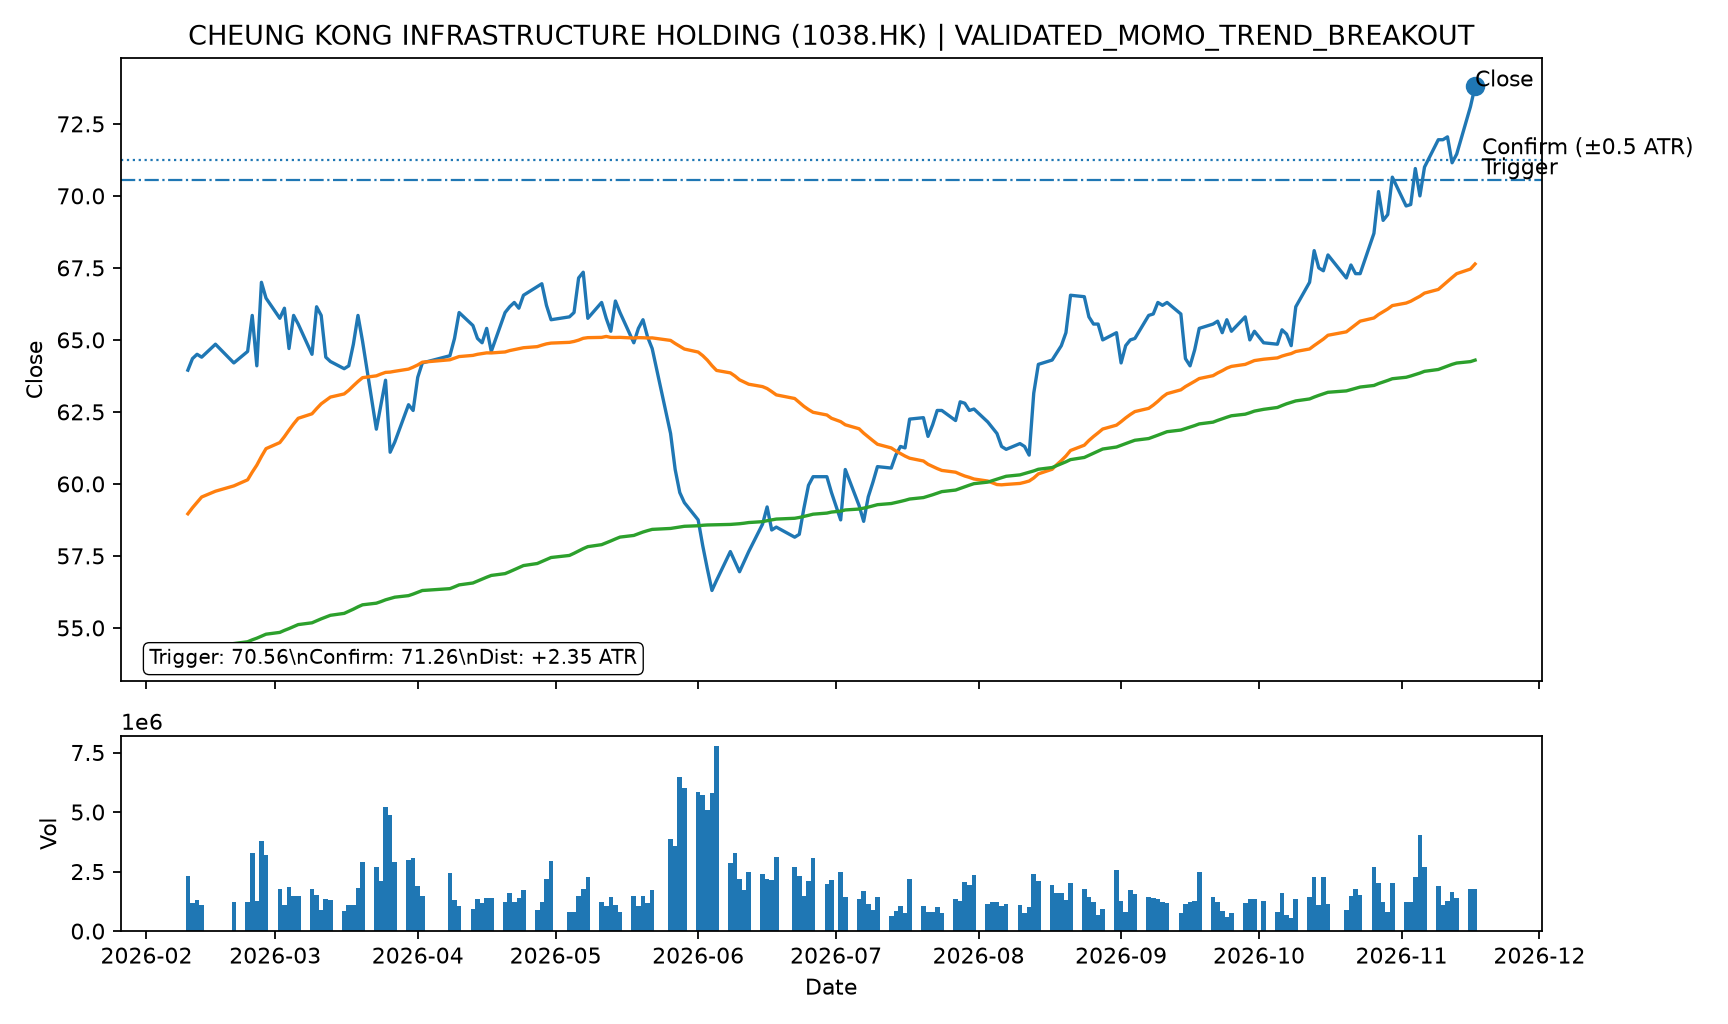 CHEUNG KONG INFRASTRUCTURE HOLDING (1038.HK) | VALIDATED_MOMO_TREND_BREAKOUT
Close
72.5
Confirm (±0.5 ATR)
Trigger
70.0
67.5
65.0
Close
62.5
60.0
57.5
55.0
Trigger: 70.56\nConfirm: 71.26\nDist: +2.35 ATR
1e6
7.5
5.0
Vol
2.5
0.0
2026-02 2026-03 2026-04 2026-05 2026-06 2026-07 2026-08 2026-09 2026-10 2026-11 2026-12
Date